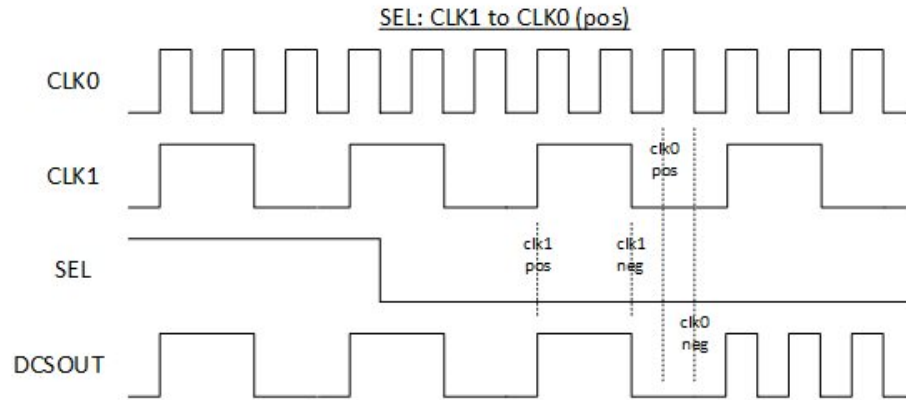 SEL: CLK1 to CLK0 (pos)
CLK0
CLK1
clk0
pos
SEL
clk1
pos
clk1
neg
clk0
neg
DCSOUT